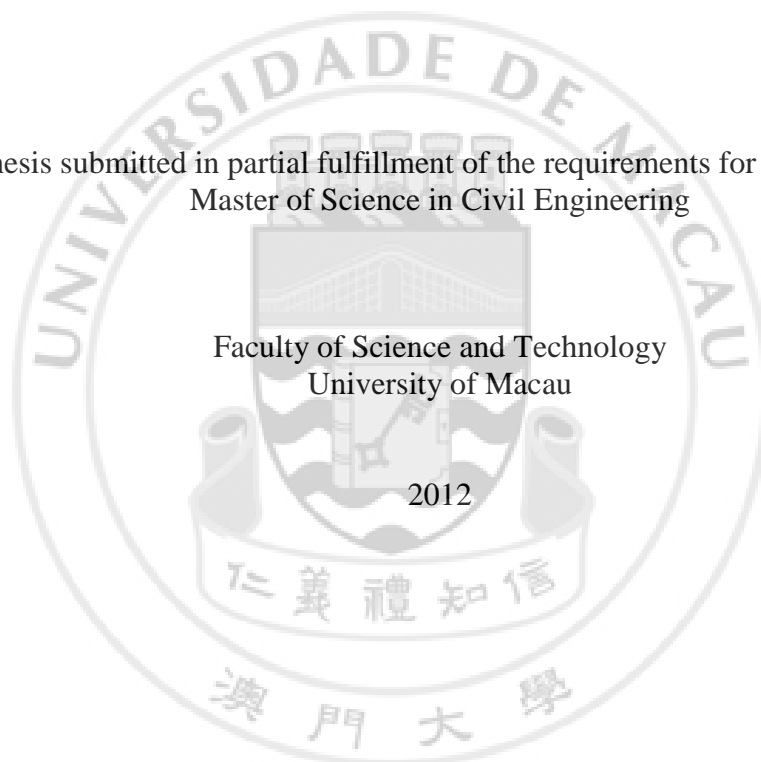 UNIVERSIDADE DE MACAU
hesis submitted in partial fulfillment of the requirements for
Master of Science in Civil Engineering
Faculty of Science and Technology
University of Macau
2012
仁義禮知信
澳門大學